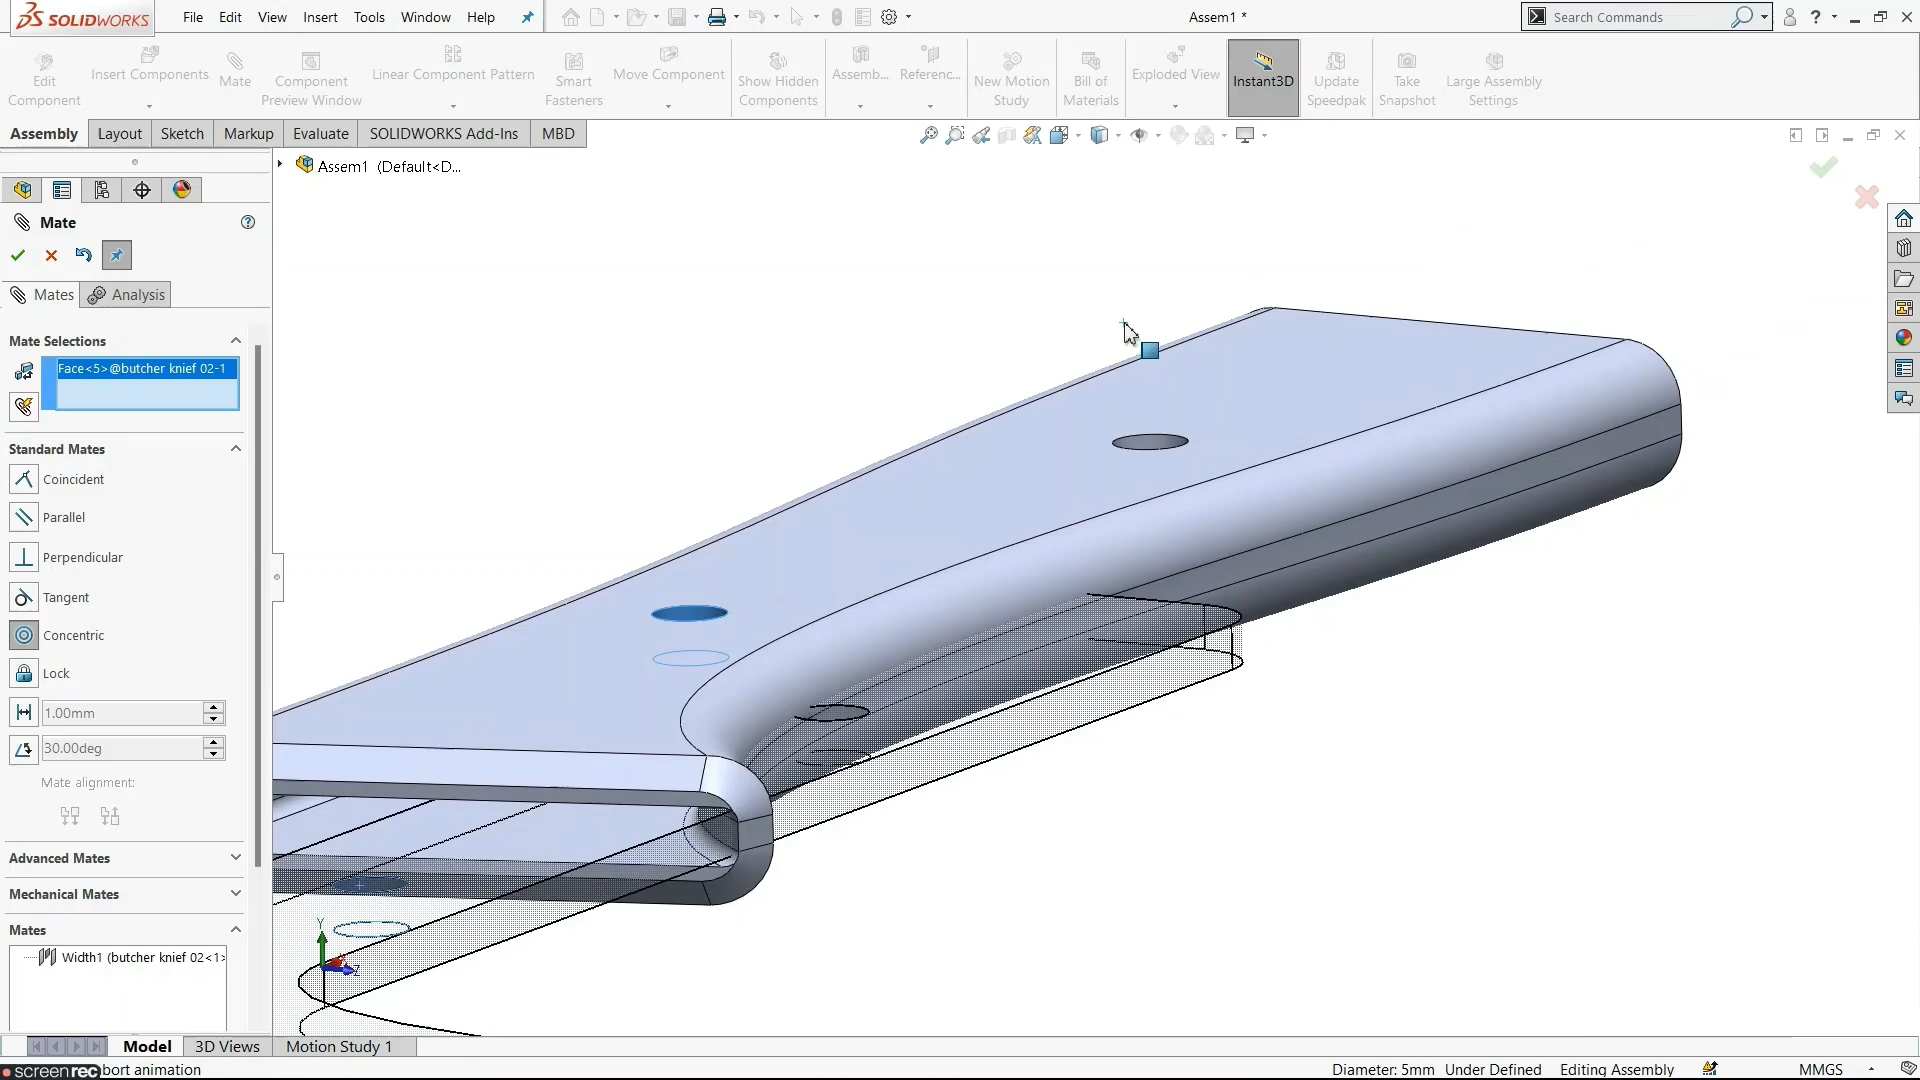 SOLIDWORKS
File Edit View Insert Tools Window Help
Assem1 *
Search Commands
Edit Component
Insert Components
Mate
Component Preview Window
Linear Component Pattern
Smart Fasteners
Move Component
Show Hidden Components
Assemb...
Referenc...
New Motion Study
Bill of Materials
Exploded View
Instant3D
Update Speedpak
Take Snapshot
Large Assembly Settings
Assembly Layout Sketch Markup Evaluate SOLIDWORKS Add-Ins MBD
Assem1 (Default<D...
Mate
Mates Analysis
Mate Selections
Face<5>@butcher knief 02-1
Standard Mates
Coincident
Parallel
Perpendicular
Tangent
Concentric
Lock
1.00mm
30.00deg
Mate alignment:
Advanced Mates
Mechanical Mates
Mates
Width1 (butcher knief 02<1>
Y
Z
Model 3D Views Motion Study 1
screenrec bort animation
Diameter: 5mm Under Defined Editing Assembly MMGS